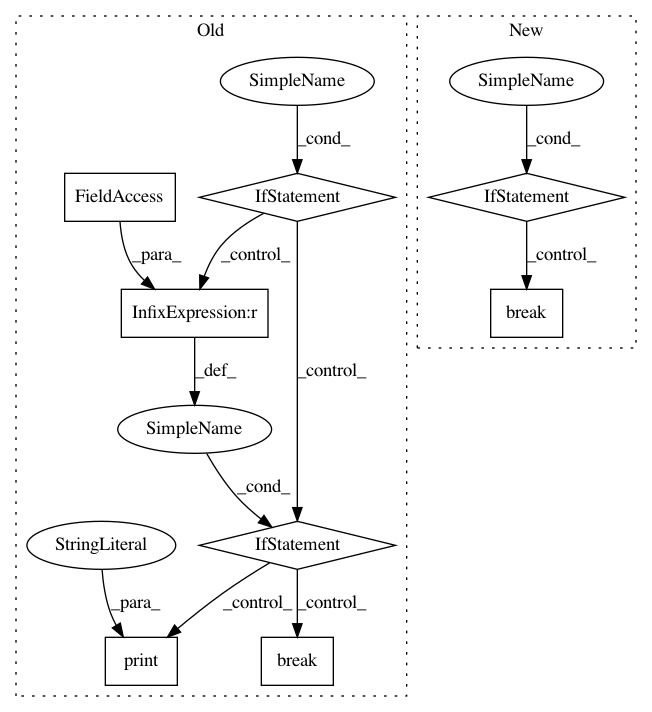 Old
New
SimpleName
SimpleName
_cond_
_cond_
FieldAccess
IfStatement
IfStatement
_para_
_control_
_control_
InfixExpression:r
break
_def_
_control_
SimpleName
_cond_
StringLiteral
IfStatement
_para_
_control_
_control_
print
break